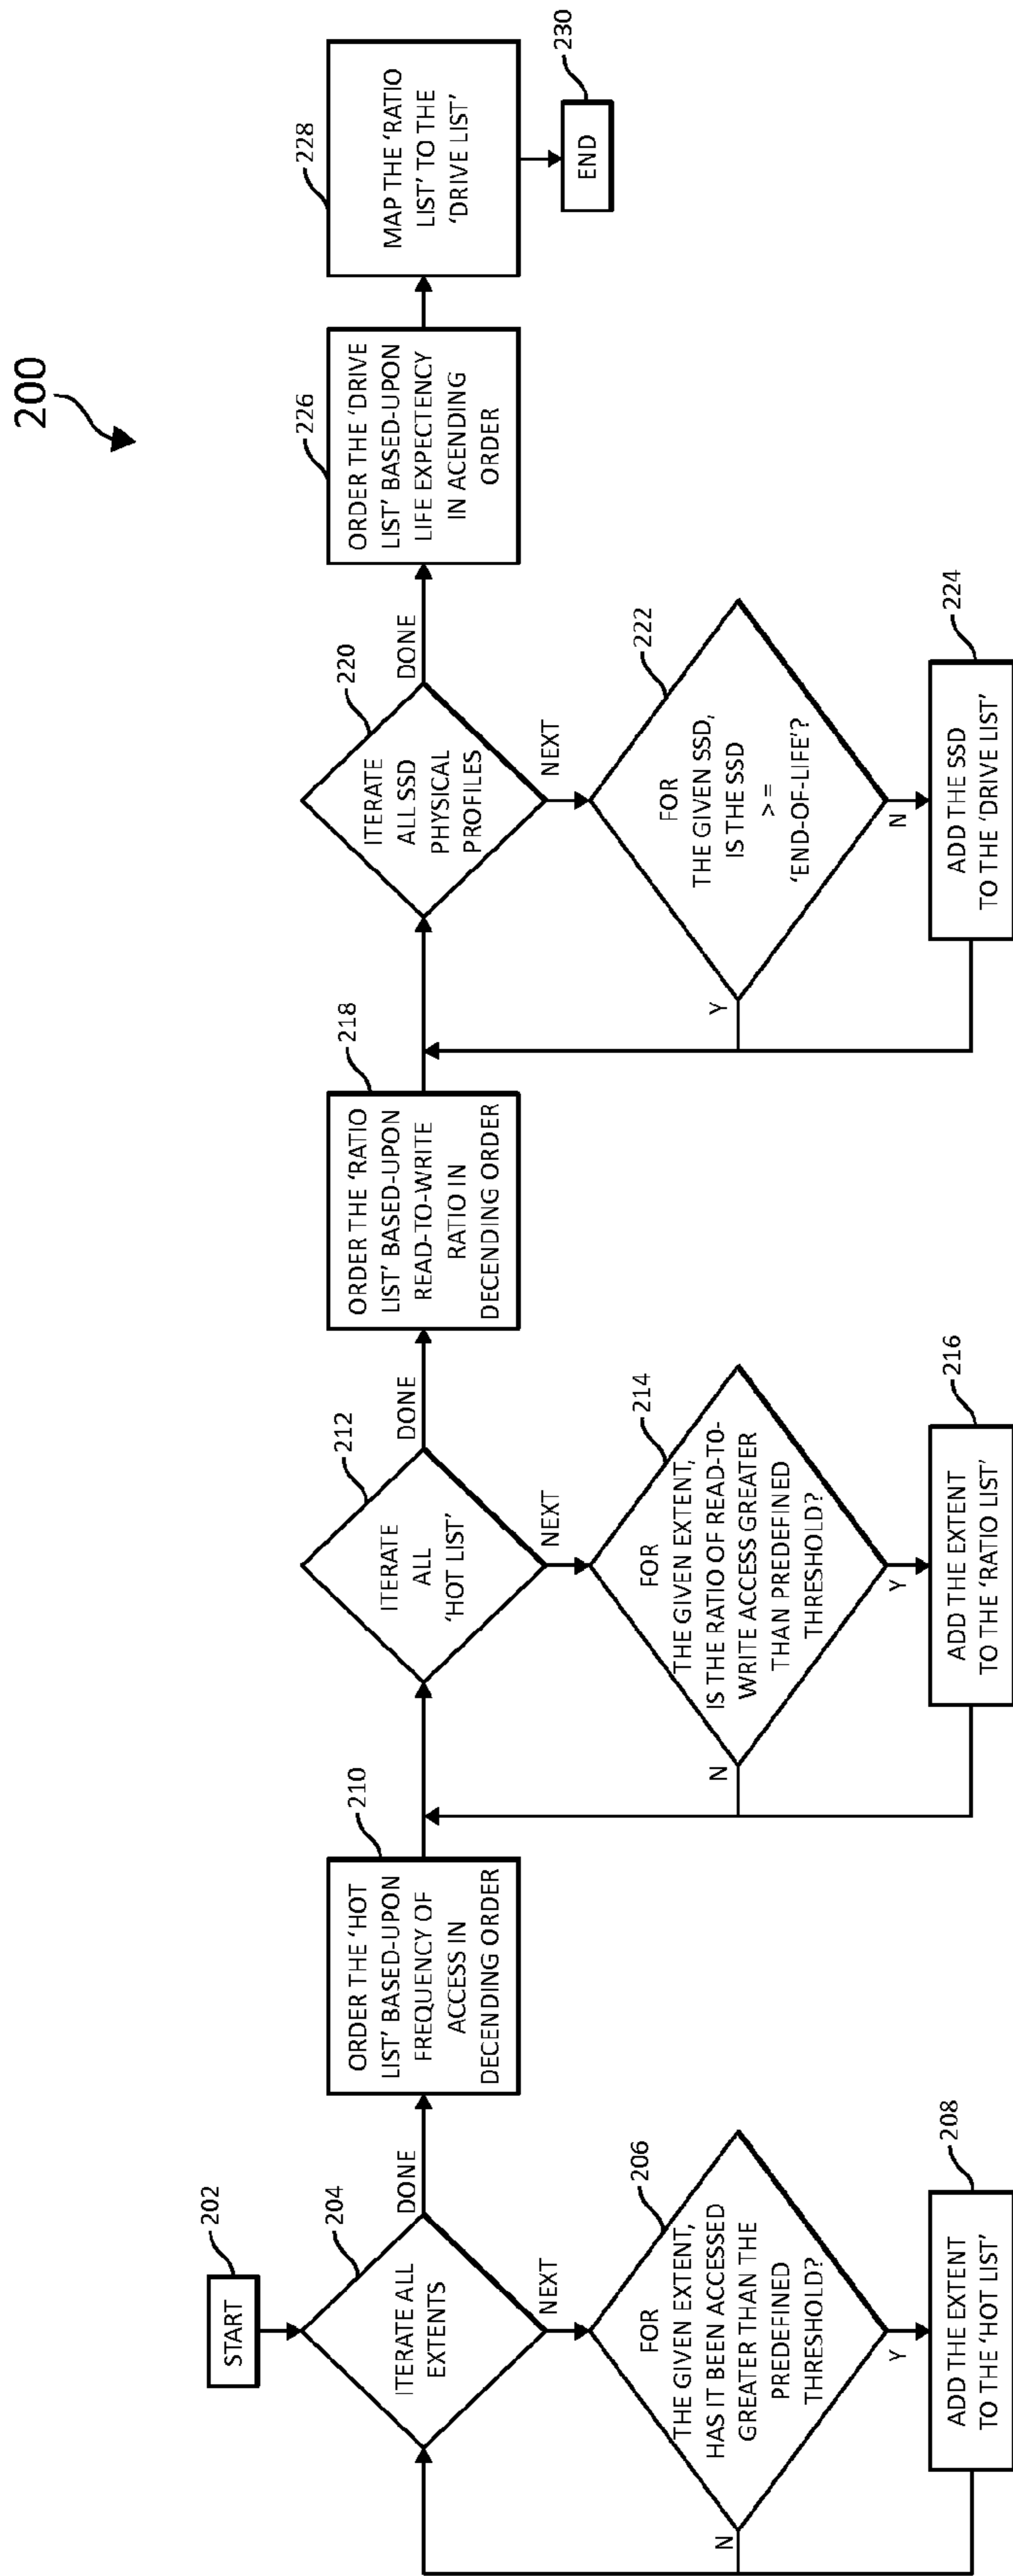 200
202
START
204
ITERATE ALL
EXTENTS
DONE
NEXT
206
FOR
THE GIVEN EXTENT,
HAS IT BEEN ACCESSED
GREATER THAN THE
PREDEFINED
THRESHOLD?
N
Y
208
ADD THE EXTENT
TO THE 'HOT LIST'
210
ORDER THE 'HOT
LIST' BASED-UPON
FREQUENCY OF
ACCESS IN
DECENDING ORDER
212
ITERATE
ALL
'HOT LIST'
DONE
NEXT
214
FOR
THE GIVEN EXTENT,
IS THE RATIO OF READ-TO-
WRITE ACCESS GREATER
THAN PREDEFINED
THRESHOLD?
N
Y
216
ADD THE EXTENT
TO THE 'RATIO LIST'
218
ORDER THE 'RATIO
LIST' BASED-UPON
READ-TO-WRITE
RATIO IN
DECENDING ORDER
220
ITERATE
ALL SSD
PHYSICAL
PROFILES
DONE
NEXT
222
FOR
THE GIVEN SSD,
IS THE SSD
>=
'END-OF-LIFE'?
Y
N
224
ADD THE SSD
TO THE 'DRIVE LIST'
226
ORDER THE 'DRIVE
LIST' BASED-UPON
LIFE EXPECTENCY
IN ACENDING
ORDER
228
MAP THE 'RATIO
LIST' TO THE
'DRIVE LIST'
230
END